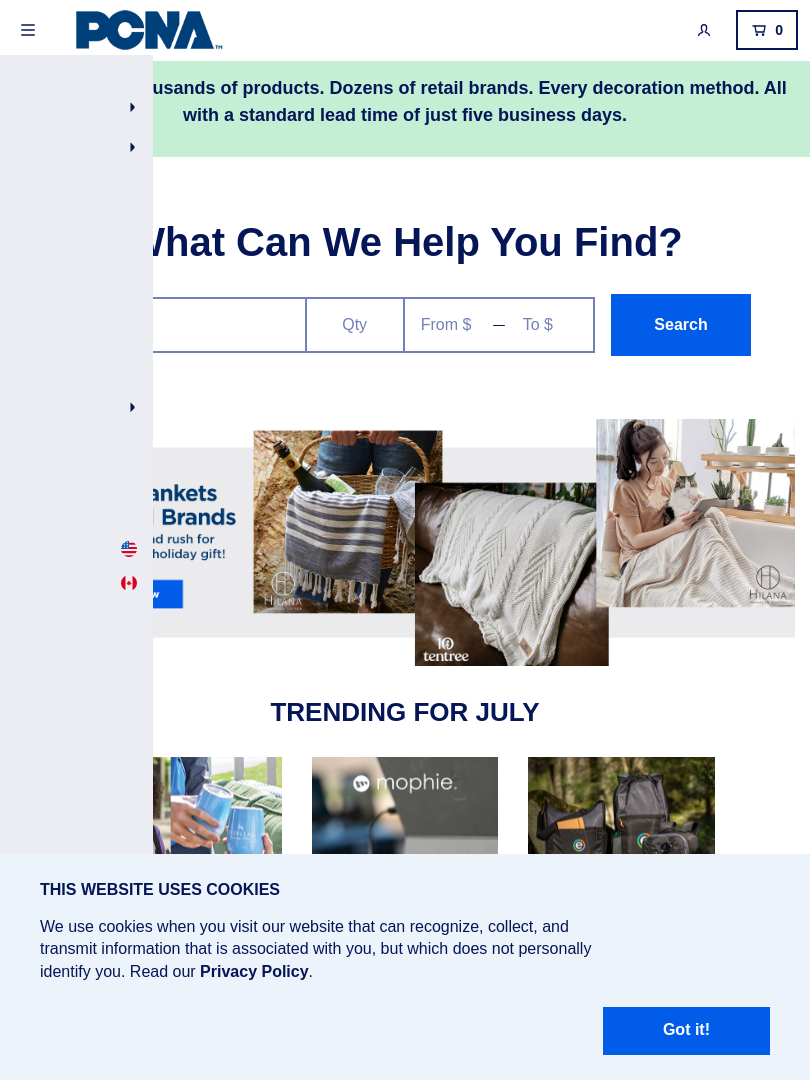 PCNA
0
usands of products. Dozens of retail brands. Every decoration method. All
with a standard lead time of just five business days.
What Can We Help You Find?
Qty
From $ — To $
Search
ankets
Brands
nd rush for
holiday gift!
HILANA
tentree
HILANA
TRENDING FOR JULY
mophie.
THIS WEBSITE USES COOKIES
We use cookies when you visit our website that can recognize, collect, and
transmit information that is associated with you, but which does not personally
identify you. Read our Privacy Policy.
Got it!